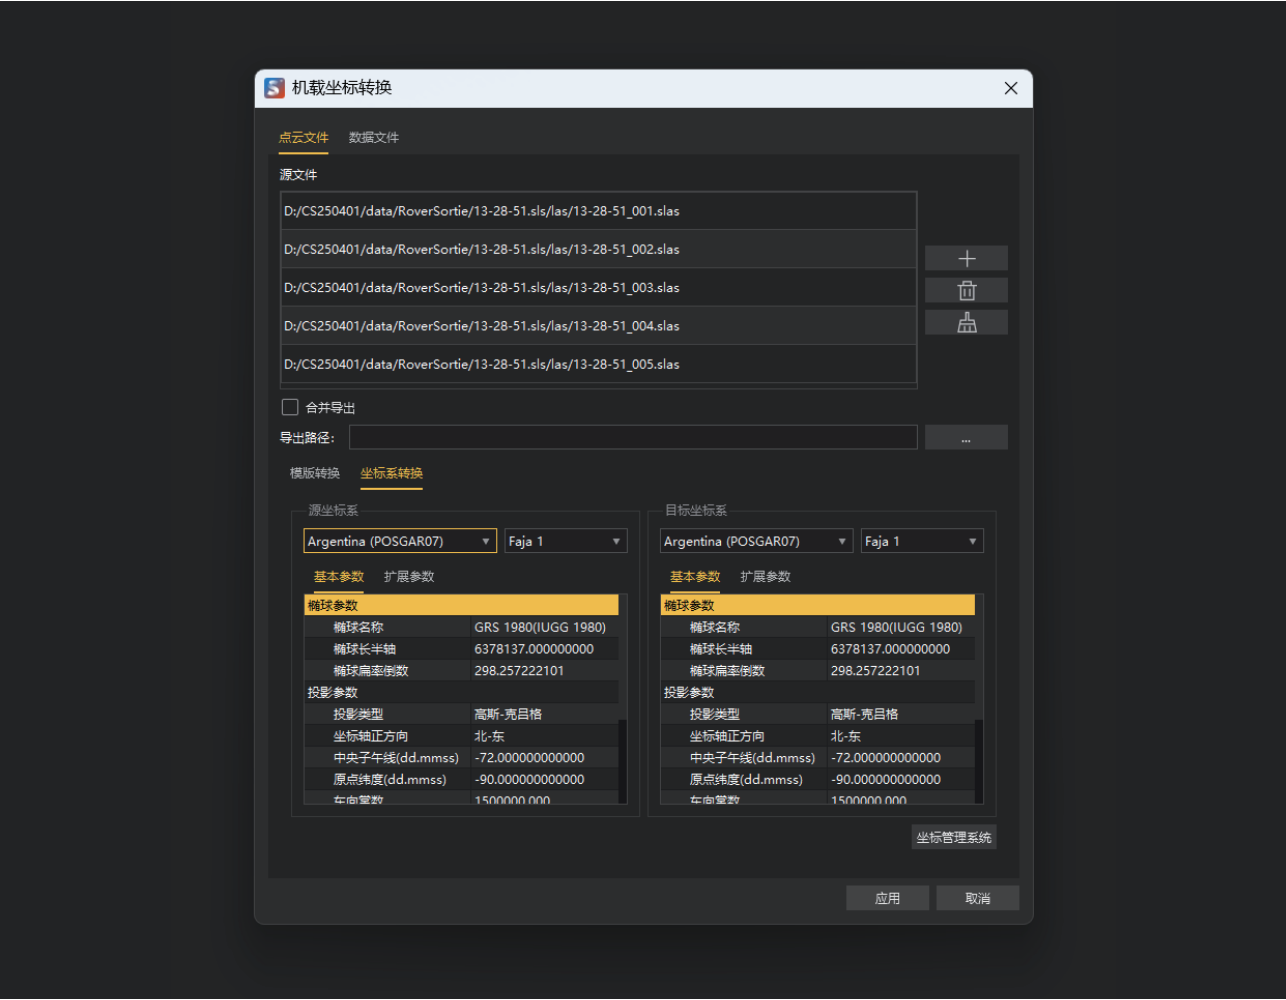 机载坐标转换
点云文件 数据文件
源文件
D:/CS250401/data/RoverSortie/13-28-51.sls/las/13-28-51_001.slas
D:/CS250401/data/RoverSortie/13-28-51.sls/las/13-28-51_002.slas
D:/CS250401/data/RoverSortie/13-28-51.sls/las/13-28-51_003.slas
D:/CS250401/data/RoverSortie/13-28-51.sls/las/13-28-51_004.slas
D:/CS250401/data/RoverSortie/13-28-51.sls/las/13-28-51_005.slas
合并导出
导出路径: ...
模版转换 坐标系转换
源坐标系
Argentina (POSGAR07) Faja 1
基本参数 扩展参数
椭球参数
椭球名称 GRS 1980(IUGG 1980)
椭球长半轴 6378137.000000000
椭球扁率倒数 298.257222101
投影参数
投影类型 高斯-克吕格
坐标轴正方向 北-东
中央子午线(dd.mmss) -72.000000000000
原点纬度(dd.mmss) -90.000000000000
东向常数 1500000.000
目标坐标系
Argentina (POSGAR07) Faja 1
基本参数 扩展参数
椭球参数
椭球名称 GRS 1980(IUGG 1980)
椭球长半轴 6378137.000000000
椭球扁率倒数 298.257222101
投影参数
投影类型 高斯-克吕格
坐标轴正方向 北-东
中央子午线(dd.mmss) -72.000000000000
原点纬度(dd.mmss) -90.000000000000
东向常数 1500000.000
坐标管理系统
应用 取消